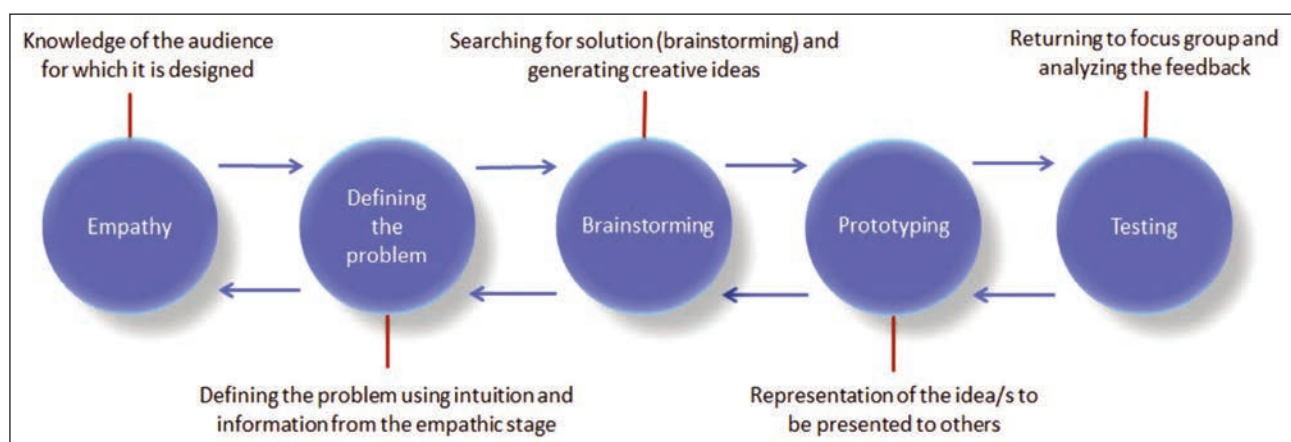 Knowledge of the audience
for which it is designed
Searching for solution (brainstorming) and
generating creative ideas
Returning to focus group and
analyzing the feedback
Empathy
Defining
the
problem
Brainstorming
Prototyping
Testing
Defining the problem using intuition and
information from the empathic stage
Representation of the idea/s to
be presented to others